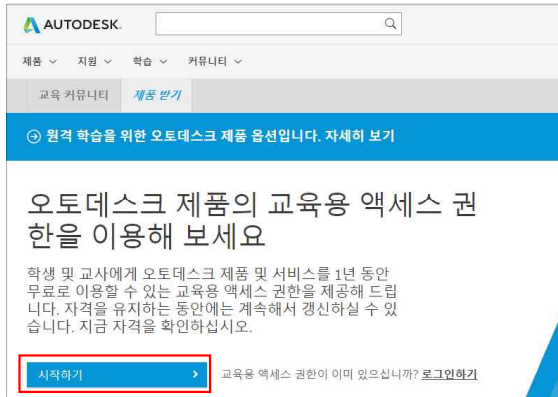 AUTODESK.
제품 지원 학습 커뮤니티
교육 커뮤니티 제품 받기
원격 학습을 위한 오토데스크 제품 옵션입니다. 자세히 보기
오토데스크 제품의 교육용 액세스 권
한을 이용해 보세요
학생 및 교사에게 오토데스크 제품 및 서비스를 1년 동안
무료로 이용할 수 있는 교육용 액세스 권한을 제공해 드립
니다. 자격을 유지하는 동안에는 계속해서 갱신하실 수 있
습니다. 지금 자격을 확인하십시오.
시작하기 교육용 액세스 권한이 이미 있으십니까? 로그인하기